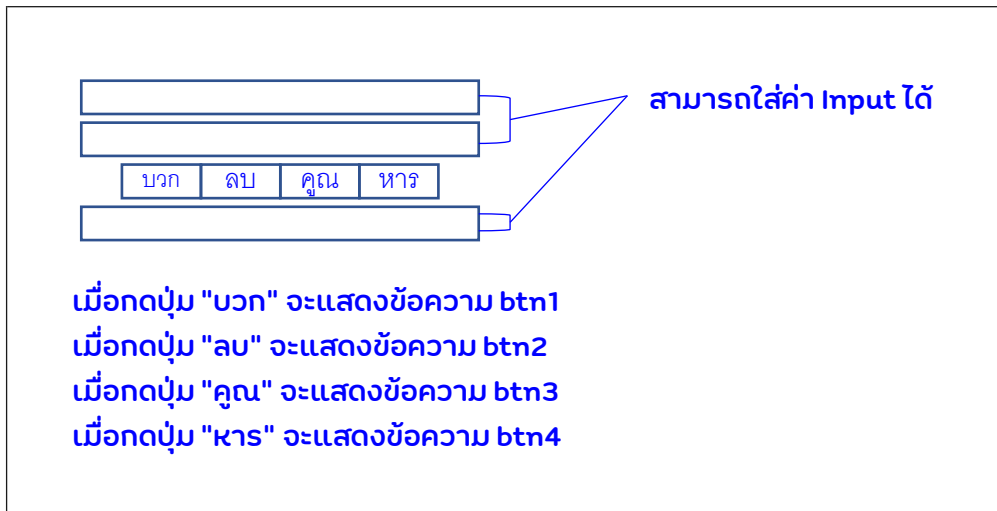 สามารถใส่ค่า Input ได้
บวก ลบ คูณ หาร
เมื่อกดปุ่ม "บวก" จะแสดงข้อความ btn1
เมื่อกดปุ่ม "ลบ" จะแสดงข้อความ btn2
เมื่อกดปุ่ม "คูณ" จะแสดงข้อความ btn3
เมื่อกดปุ่ม "หาร" จะแสดงข้อความ btn4